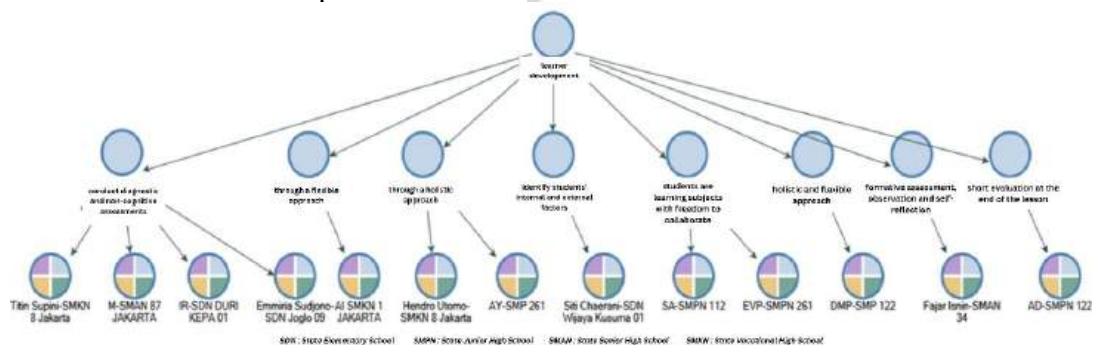 learner
development
conduct diagnostic
and non-cognitive
assessments
through a flexible
approach
through a holistic
approach
identify students'
internal and external
factors
students are
learning subjects
with freedom to
collaborate
holistic and flexible
approach
formative assessment,
observation and self-
reflection
short evaluation at the
end of the lesson
Titin Supini-SMKN
8 Jakarta
M-SMAN 87
JAKARTA
IR-SDN DURI
KEPA 01
Emmiria Sudjono-
SDN Joglo 09
AI SMKN 1
JAKARTA
Hendro Utomo-
SMKN 8 Jakarta
AY-SMP 261
Siti Chaerani-SDN
Wijaya Kusuma 01
SA-SMPN 112
EVP-SMPN 261
DMP-SMP 122
Fajar Isnin-SMAN
34
AD-SMPN 122
SDN : State Elementary School SMPN : State Junior High School SMAN : State Senior High School SMKN : State Vocational High School